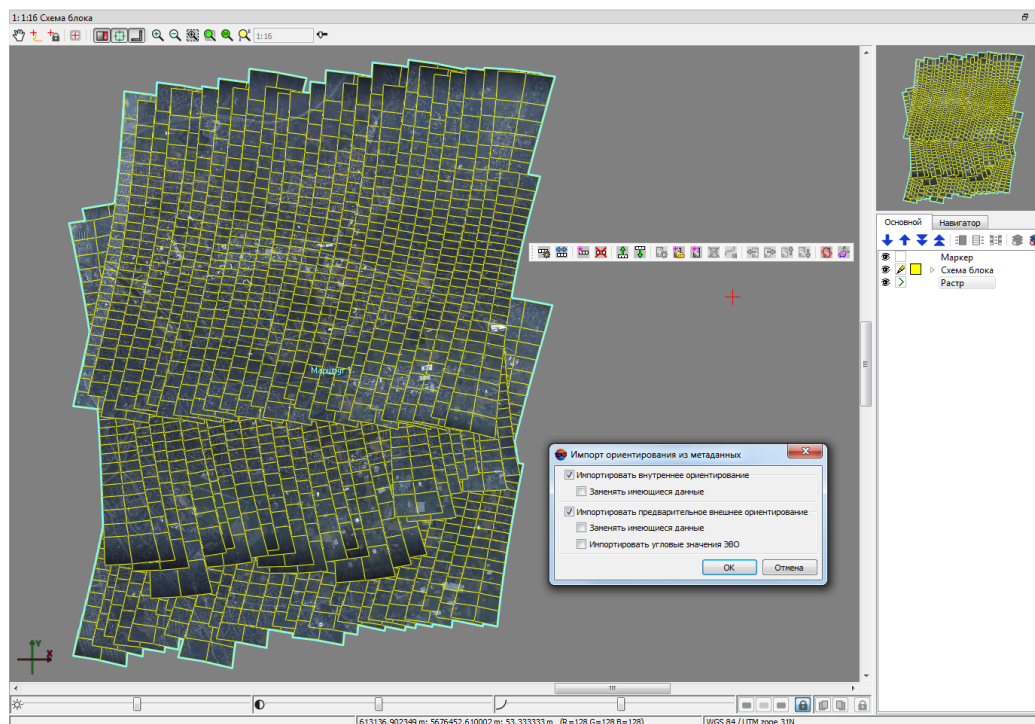 1: 1:16 Схема блока
1:16
Маршрут
Основной
Навигатор
Маркер
Схема блока
Растр
Импорт ориентирования из метаданных
Импортировать внутреннее ориентирование
Заменять имеющиеся данные
Импортировать предварительное внешнее ориентирование
Заменять имеющиеся данные
Импортировать угловые значения ЭВО
OK
Отмена
Y
X
613136.902349 m; 5676452.610002 m; 53.333333 m (R=128 G=128 B=128)
WGS 84 / UTM zone 31N